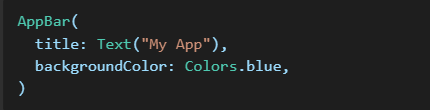 AppBar(
  title: Text("My App"),
  backgroundColor: Colors.blue,
)